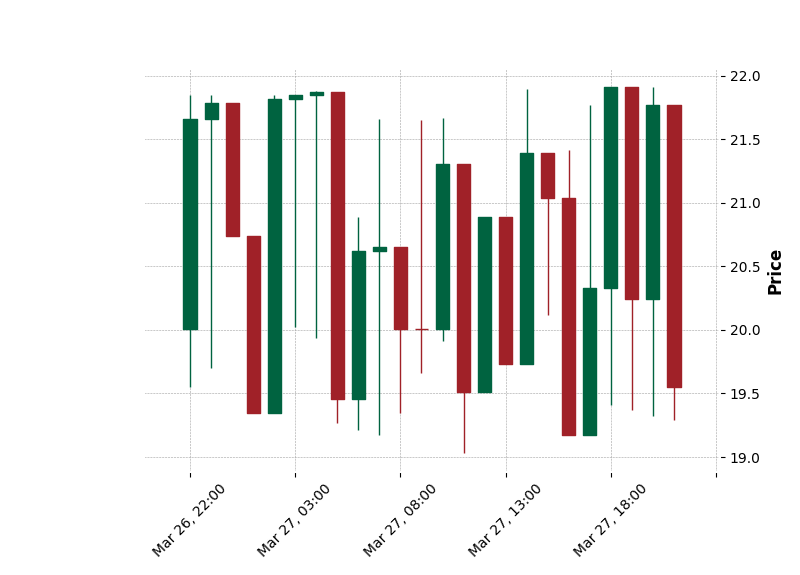 22.0
21.5
21.0
20.5
20.0
19.5
19.0
Price
Mar 26, 22:00
Mar 27, 03:00
Mar 27, 08:00
Mar 27, 13:00
Mar 27, 18:00